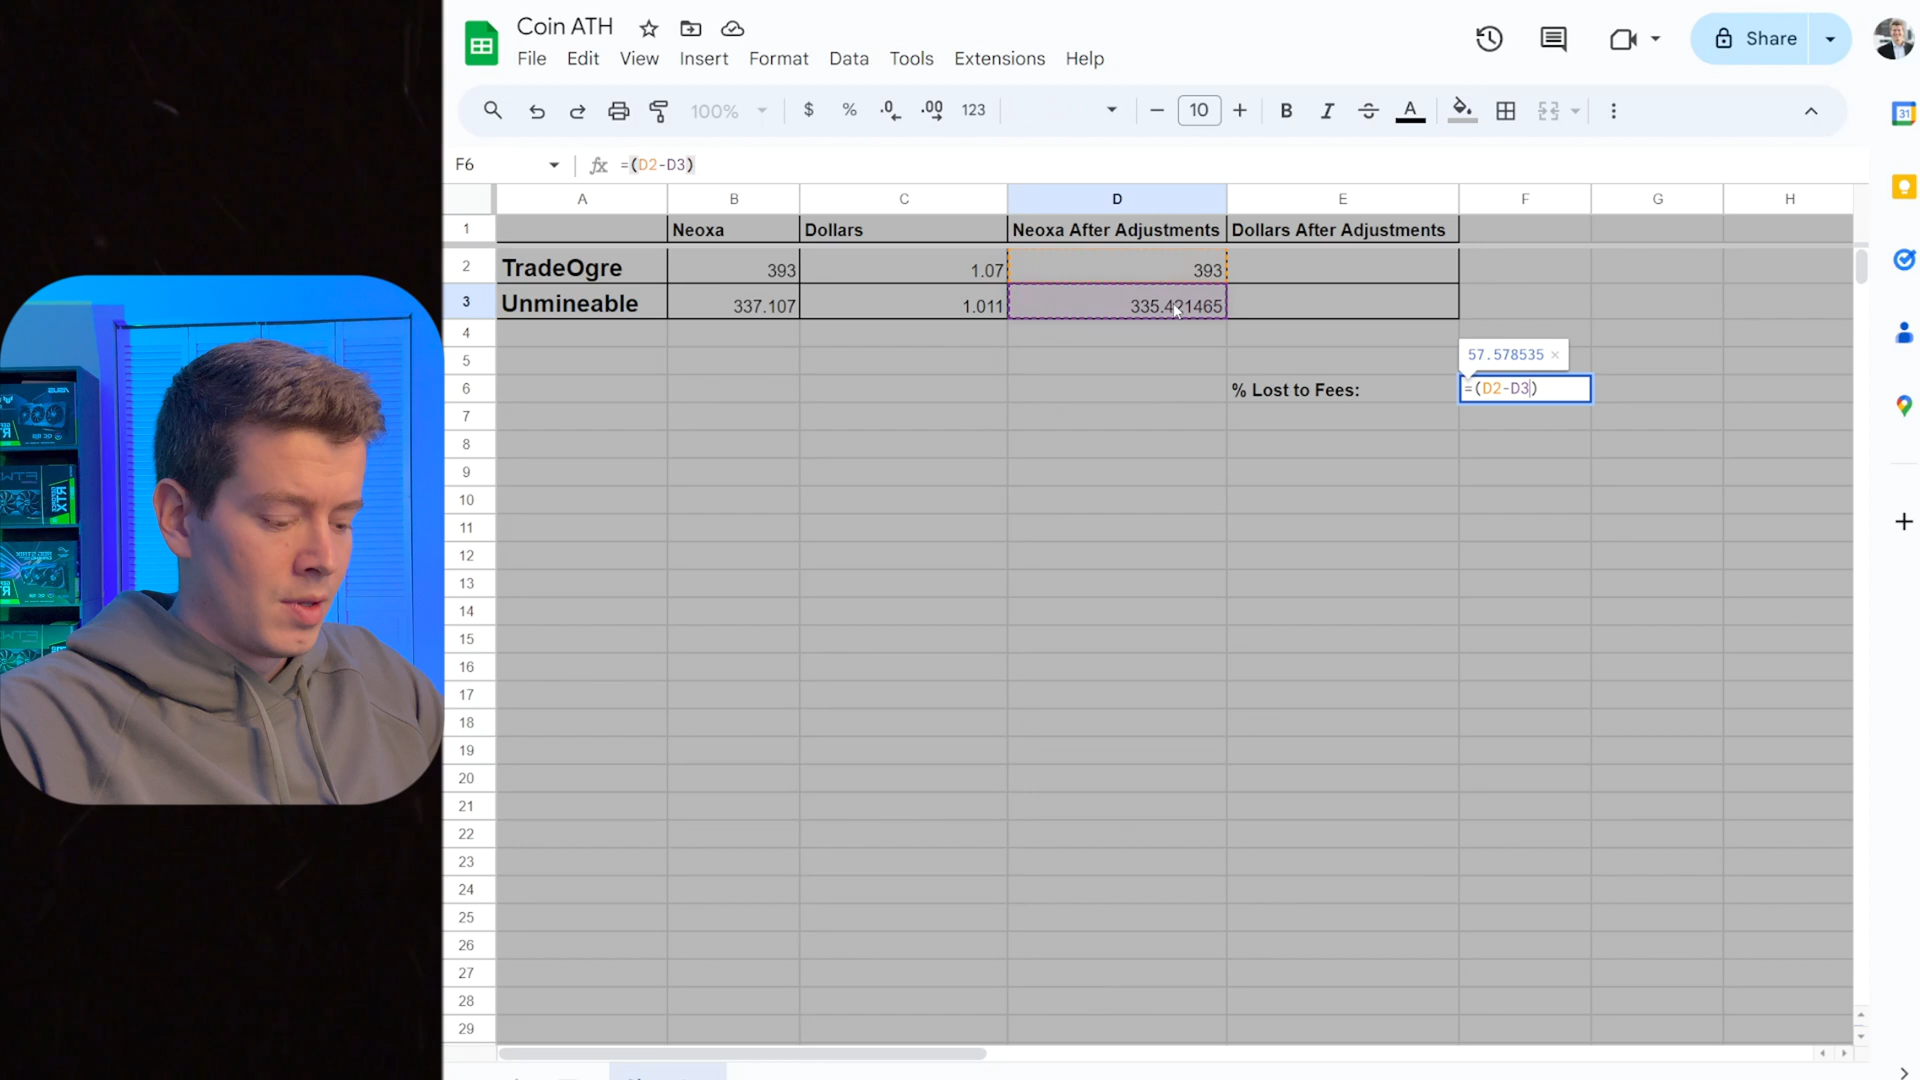 Coin ATH
File Edit View Insert Format Data Tools Extensions Help
Share
31
100% $ % .0 .00 123 10 B I A
F6 fx =(D2-D3)
A B C D E F G H
1 Neoxa Dollars Neoxa After Adjustments Dollars After Adjustments
2 TradeOgre 393 1.07 393
3 Unmineable 337.107 1.011 335.421465
4
5 57.578535 ×
6 % Lost to Fees: =(D2-D3)
7
8
9
10
11
12
13
14
15
16
17
18
19
20
21
22
23
24
25
26
27
28
29